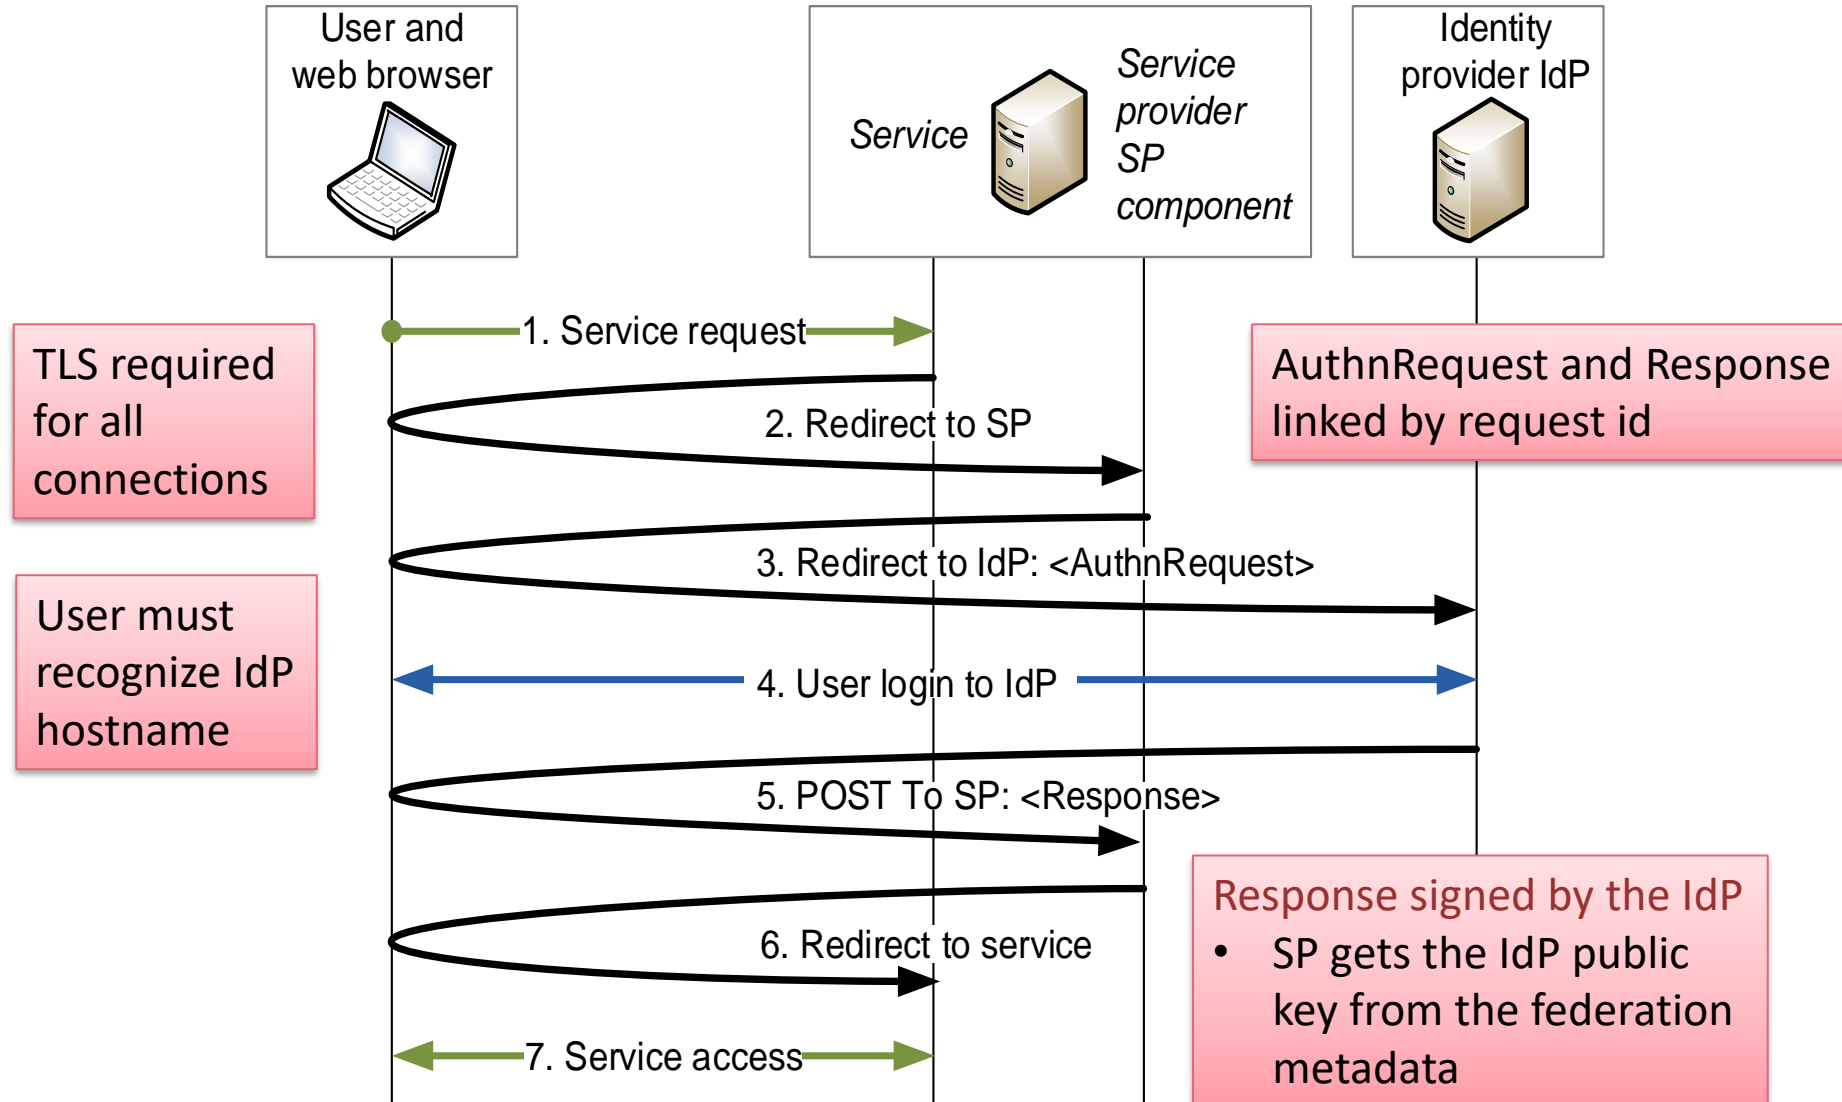 User and
web browser
Service
Service
provider
SP
component
Identity
provider IdP
1. Service request
TLS required
for all
connections
AuthnRequest and Response
linked by request id
2. Redirect to SP
3. Redirect to IdP: <AuthnRequest>
User must
recognize IdP
hostname
4. User login to IdP
5. POST To SP: <Response>
6. Redirect to service
Response signed by the IdP
• SP gets the IdP public
key from the federation
metadata
7. Service access